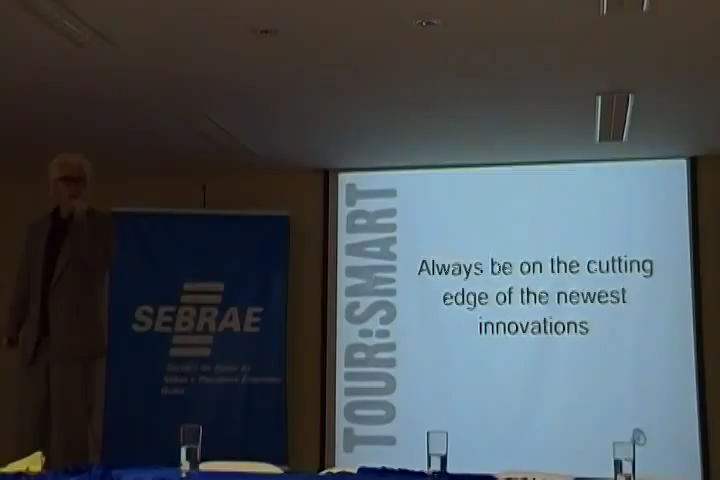 SEBRAE
TOUR:SMART
Always be on the cutting
edge of the newest
innovations